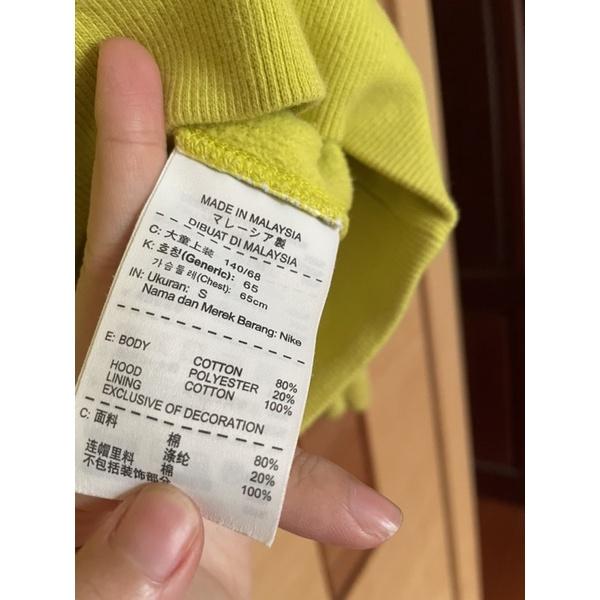 MADE IN MALAYSIA
マレーシア製
DIBUAT DI MALAYSIA
C: 大童上装 140/68
K: 호칭(Generic): 65
가슴둘레(Chest): 65cm
IN: Ukuran: S
Nama dan Merek Barang: Nike
E: BODY COTTON 80%
POLYESTER 20%
HOOD LINING COTTON 100%
EXCLUSIVE OF DECORATION
C: 面料 棉 80%
涤纶 20%
连帽里料 棉 100%
不包括装饰部分